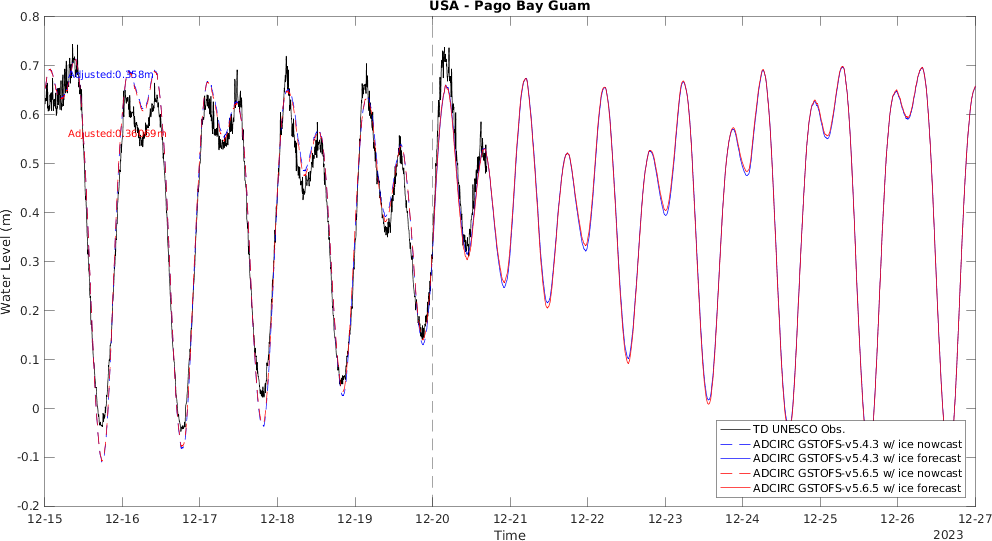 USA - Pago Bay Guam
0.8
0.7
0.6
0.5
0.4
0.3
0.2
0.1
0
-0.1
-0.2
Water Level (m)
Adjusted:0.358m
TD UNESCO Obs.
ADCIRC GSTOFS-v5.4.3 w/ ice nowcast
ADCIRC GSTOFS-v5.4.3 w/ ice forecast
ADCIRC GSTOFS-v5.6.5 w/ ice nowcast
ADCIRC GSTOFS-v5.6.5 w/ ice forecast
12-15 12-16 12-17 12-18 12-19 12-20 12-21 12-22 12-23 12-24 12-25 12-26 12-27
Time
2023